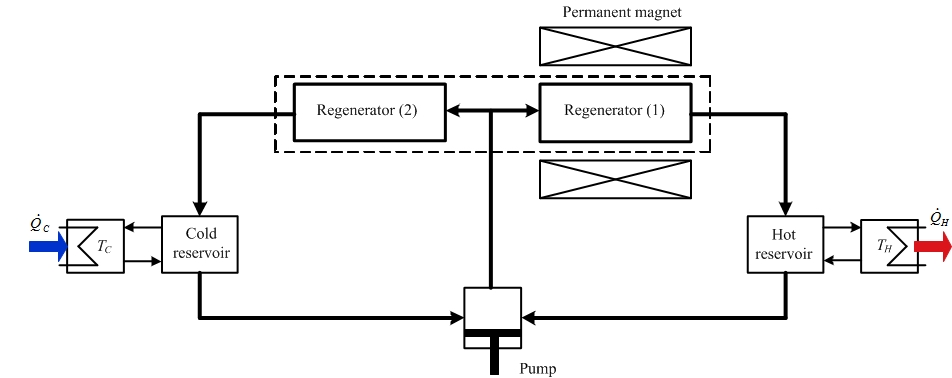 Permanent magnet
Regenerator (2)
Regenerator (1)
Q̇C
TC
Cold
reservoir
Hot
reservoir
TH
Q̇H
Pump